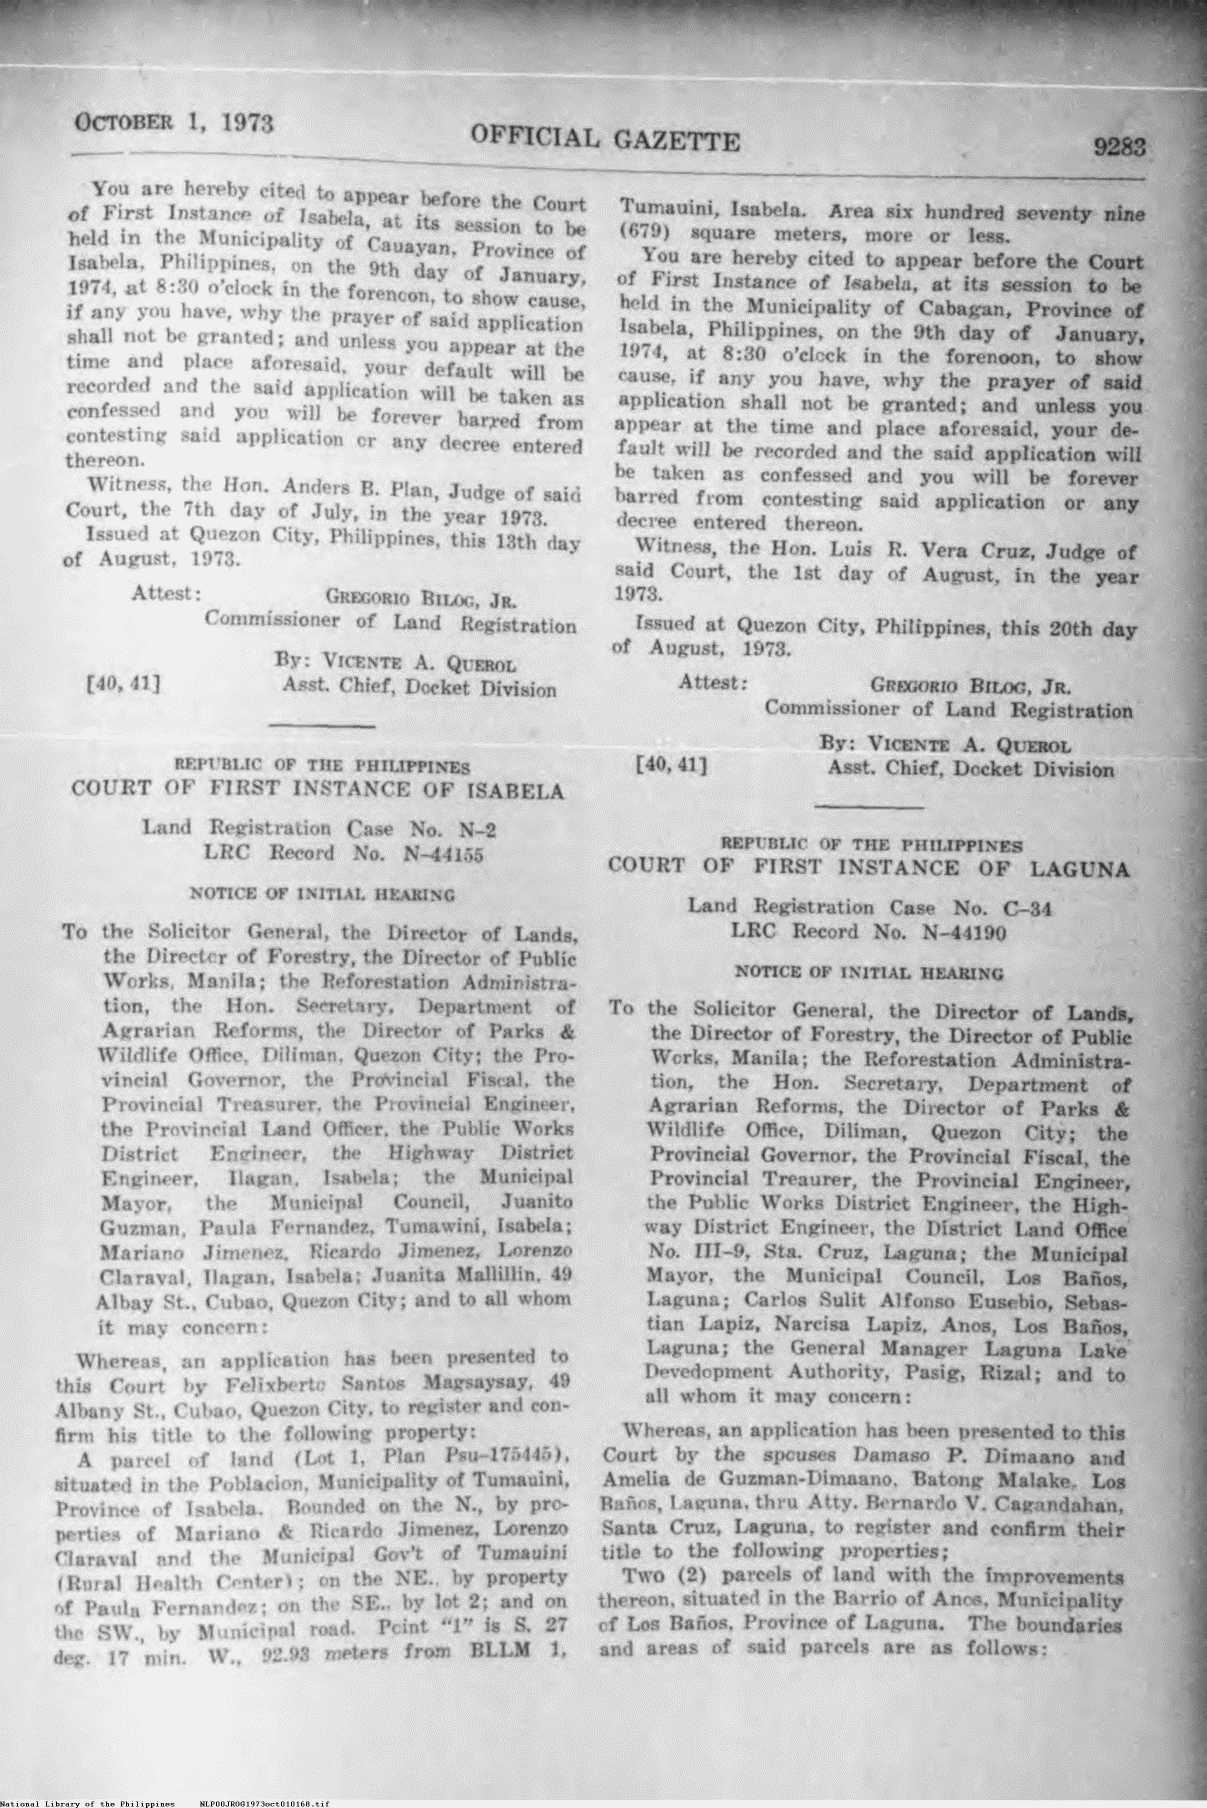 OCTOBER 1, 1973
OFFICIAL GAZETTE
9283
You are hereby cited to appear before the Court
of First Instance of Isabela, at its session to be
held in the Municipality of Cauayan, Province of
Isabela, Philippines, on the 9th day of January,
1974, at 8:30 o'clock in the forencon, to show cause,
if any you have, why the prayer of said application
shall not be granted; and unless you appear at the
time and place aforesaid, your default will be
recorded and the said application will be taken as
confessed and you will be forever barred from
contesting said application or any decree entered
thereon.
Witness, the Hon. Anders B. Plan, Judge of said
Court, the 7th day of July, in the year 1973.
Issued at Quezon City, Philippines, this 13th day
of August, 1973.
Attest: GREGORIO BILOG, JR.
Commissioner of Land Registration
By: VICENTE A. QUEROL
[40, 41] Asst. Chief, Docket Division
REPUBLIC OF THE PHILIPPINES
COURT OF FIRST INSTANCE OF ISABELA
Land Registration Case No. N-2
LRC Record No. N-44155
NOTICE OF INITIAL HEARING
To the Solicitor General, the Director of Lands,
the Director of Forestry, the Director of Public
Works, Manila; the Reforestation Administra-
tion, the Hon. Secretary, Department of
Agrarian Reforms, the Director of Parks &
Wildlife Office, Diliman, Quezon City; the Pro-
vincial Governor, the Provincial Fiscal, the
Provincial Treasurer, the Provincial Engineer,
the Provincial Land Officer, the Public Works
District Engineer, the Highway District
Engineer, Ilagan, Isabela; the Municipal
Mayor, the Municipal Council, Juanito
Guzman, Paula Fernandez, Tumawini, Isabela;
Mariano Jimenez, Ricardo Jimenez, Lorenzo
Claraval, Ilagan, Isabela; Juanita Mallillin, 49
Albay St., Cubao, Quezon City; and to all whom
it may concern:
Whereas, an application has been presented to
this Court by Felixberto Santos Magsaysay, 49
Albany St., Cubao, Quezon City, to register and con-
firm his title to the following property:
A parcel of land (Lot 1, Plan Psu-175445),
situated in the Poblacion, Municipality of Tumauini,
Province of Isabela. Bounded on the N., by pro-
perties of Mariano & Ricardo Jimenez, Lorenzo
Claraval and the Municipal Gov't of Tumauini
(Rural Health Center); on the NE., by property
of Paula Fernandez; on the SE., by lot 2; and on
the SW., by Municipal road. Point "1" is S. 27
deg. 17 min. W., 92.93 meters from BLLM 1,
Tumauini, Isabela. Area six hundred seventy nine
(679) square meters, more or less.
You are hereby cited to appear before the Court
of First Instance of Isabela, at its session to be
held in the Municipality of Cabagan, Province of
Isabela, Philippines, on the 9th day of January,
1974, at 8:30 o'clock in the forenoon, to show
cause, if any you have, why the prayer of said
application shall not be granted; and unless you
appear at the time and place aforesaid, your de-
fault will be recorded and the said application will
be taken as confessed and you will be forever
barred from contesting said application or any
decree entered thereon.
Witness, the Hon. Luis R. Vera Cruz, Judge of
said Court, the 1st day of August, in the year
1973.
Issued at Quezon City, Philippines, this 20th day
of August, 1973.
Attest: GREGORIO BILOG, JR.
Commissioner of Land Registration
By: VICENTE A. QUEROL
[40, 41] Asst. Chief, Docket Division
REPUBLIC OF THE PHILIPPINES
COURT OF FIRST INSTANCE OF LAGUNA
Land Registration Case No. C-34
LRC Record No. N-44190
NOTICE OF INITIAL HEARING
To the Solicitor General, the Director of Lands,
the Director of Forestry, the Director of Public
Works, Manila; the Reforestation Administra-
tion, the Hon. Secretary, Department of
Agrarian Reforms, the Director of Parks &
Wildlife Office, Diliman, Quezon City; the
Provincial Governor, the Provincial Fiscal, the
Provincial Treaurer, the Provincial Engineer,
the Public Works District Engineer, the High-
way District Engineer, the District Land Office
No. III-9, Sta. Cruz, Laguna; the Municipal
Mayor, the Municipal Council, Los Baños,
Laguna; Carlos Sulit Alfonso Eusebio, Sebas-
tian Lapiz, Narcisa Lapiz, Anos, Los Baños,
Laguna; the General Manager Laguna Lake
Devedopment Authority, Pasig, Rizal; and to
all whom it may concern:
Whereas, an application has been presented to this
Court by the spouses Damaso P. Dimaano and
Amelia de Guzman-Dimaano, Batong Malake, Los
Baños, Laguna, thru Atty. Bernardo V. Cagandahan,
Santa Cruz, Laguna, to register and confirm their
title to the following properties;
Two (2) parcels of land with the improvements
thereon, situated in the Barrio of Anos, Municipality
of Los Baños, Province of Laguna. The boundaries
and areas of said parcels are as follows:
National Library of the Philippines NLP00JROG1973oct010168.tif